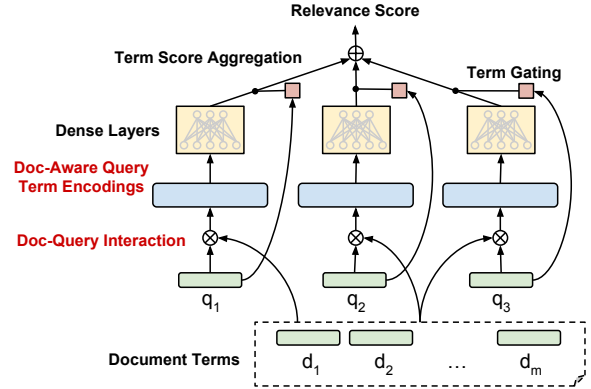 Relevance Score
Term Score Aggregation
Term Gating
Dense Layers
Doc-Aware Query
Term Encodings
Doc-Query Interaction
q1 q2 q3
Document Terms
d1 d2 … dm